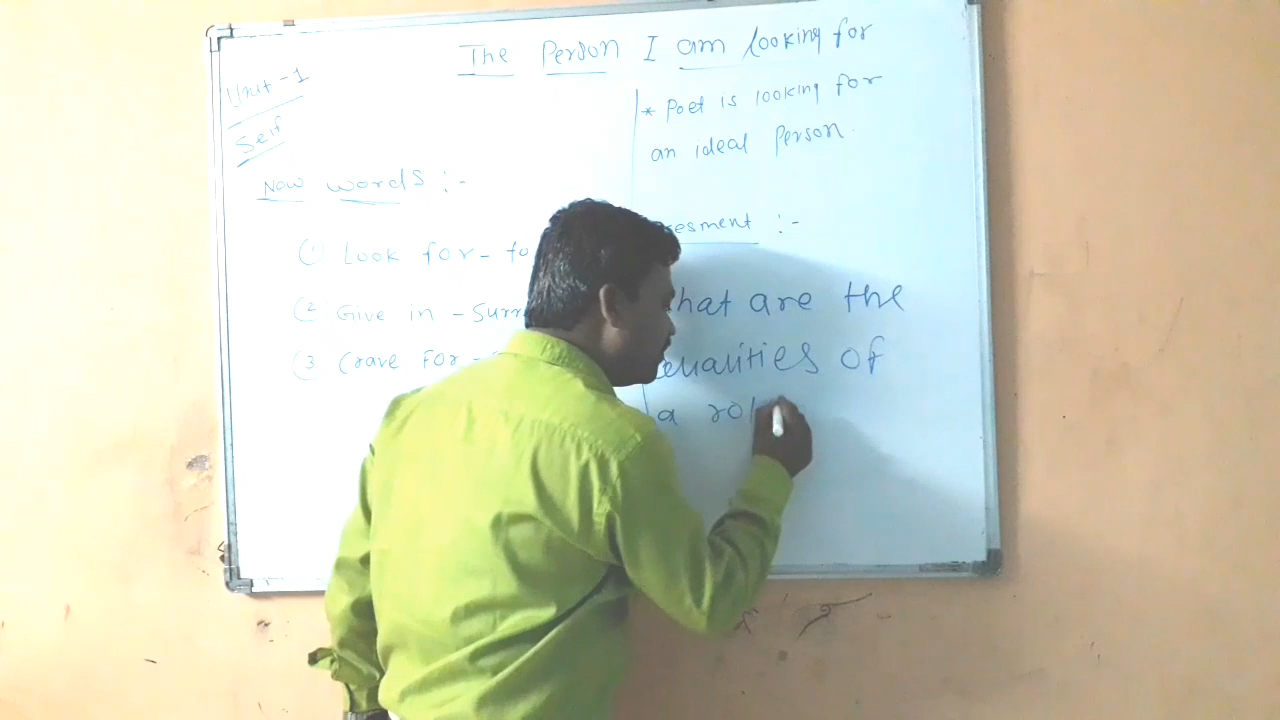 The Person I am looking for
Unit-1
Self
New words :-
(1) Look for - to
(2) Give in - Surr
(3) Crave For -
* Poet is looking for
an ideal Person.
esment :-
hat are the
qualities of
a rol